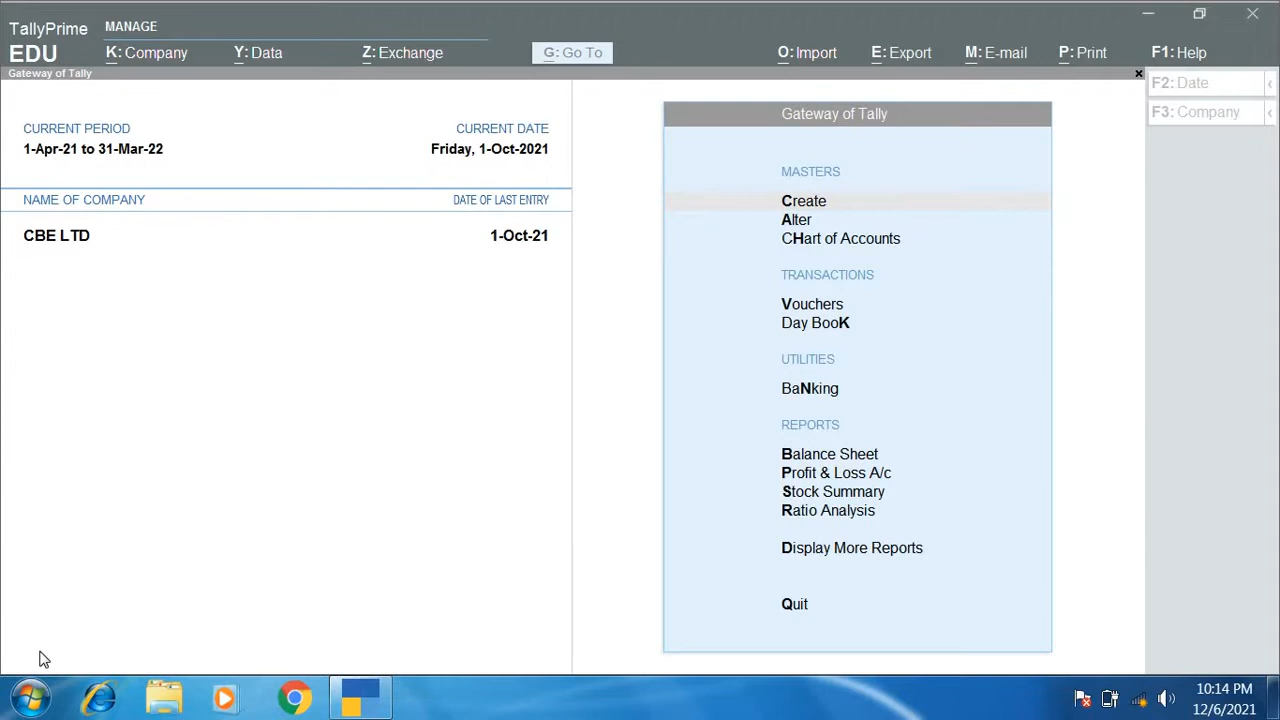 TallyPrime
MANAGE
EDU
K: Company
Y: Data
Z: Exchange
G: Go To
O: Import
E: Export
M: E-mail
P: Print
F1: Help
Gateway of Tally
F2: Date
F3: Company
CURRENT PERIOD
CURRENT DATE
1-Apr-21 to 31-Mar-22
Friday, 1-Oct-2021
NAME OF COMPANY
DATE OF LAST ENTRY
CBE LTD
1-Oct-21
Gateway of Tally
MASTERS
Create
Alter
CHart of Accounts
TRANSACTIONS
Vouchers
Day BooK
UTILITIES
BaNking
REPORTS
Balance Sheet
Profit & Loss A/c
Stock Summary
Ratio Analysis
Display More Reports
Quit
10:14 PM
12/6/2021